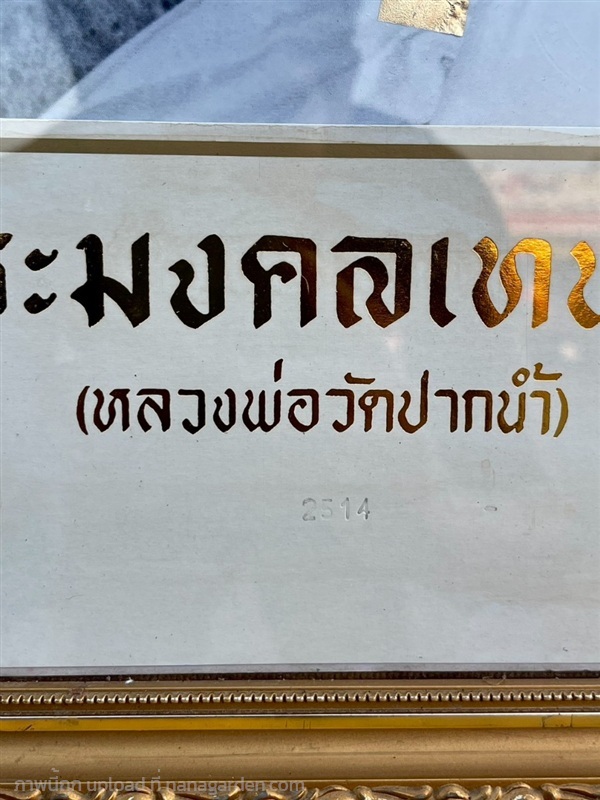 ระมงคลเทพ
(หลวงพ่อวัดปากน้ำ)
2514
ภาพนี้ถูก upload ที่ nanagarden.com